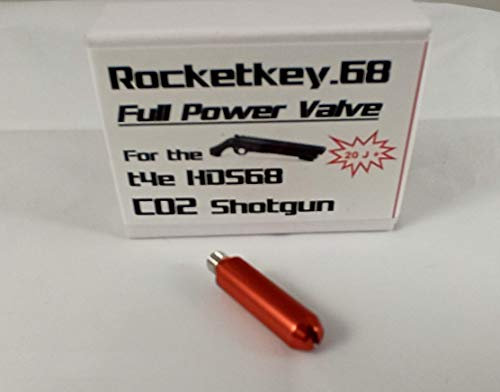 Rocketkey.68
Full Power Valve
For the
20 J +
t4e HDS68
CO2 Shotgun